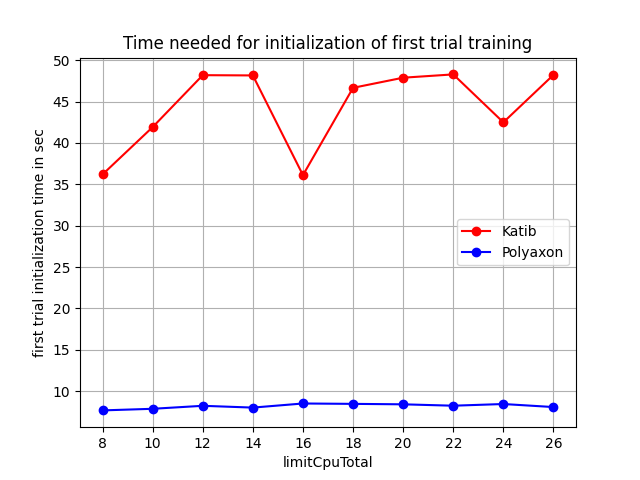 Time needed for initialization of first trial training
first trial initialization time in sec
50
45
40
35
30
25
20
15
10
Katib
Polyaxon
8 10 12 14 16 18 20 22 24 26
limitCpuTotal